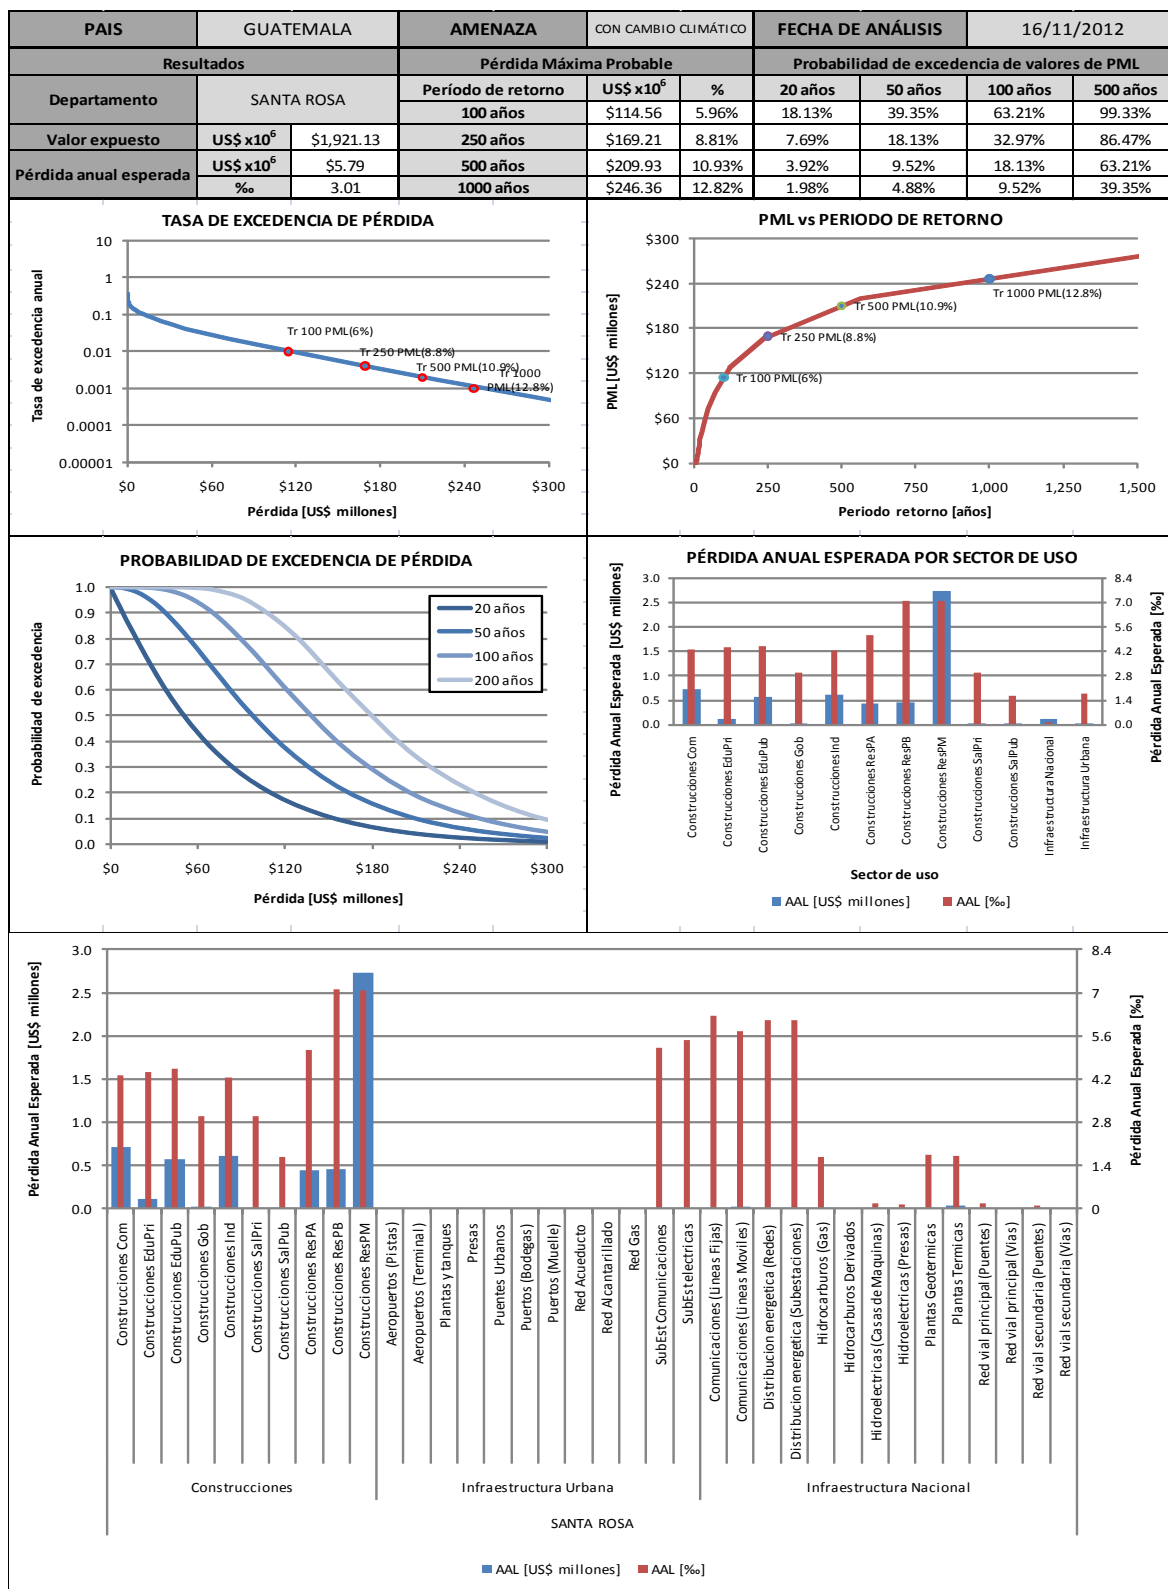 PAIS GUATEMALA AMENAZA CON CAMBIO CLIMÁTICO FECHA DE ANÁLISIS 16/11/2012
Resultados Pérdida Máxima Probable Probabilidad de excedencia de valores de PML
Departamento SANTA ROSA Período de retorno US$ x10⁶ % 20 años 50 años 100 años 500 años
100 años $114.56 5.96% 18.13% 39.35% 63.21% 99.33%
Valor expuesto US$ x10⁶ $1,921.13 250 años $169.21 8.81% 7.69% 18.13% 32.97% 86.47%
Pérdida anual esperada US$ x10⁶ $5.79 500 años $209.93 10.93% 3.92% 9.52% 18.13% 63.21%
‰ 3.01 1000 años $246.36 12.82% 1.98% 4.88% 9.52% 39.35%
TASA DE EXCEDENCIA DE PÉRDIDA
Tasa de excedencia anual
10
1
0.1
0.01
0.001
0.0001
0.00001
Tr 100 PML(6%)
Tr 250 PML(8.8%)
Tr 500 PML(10.9%)
Tr 1000
PML(12.8%)
$0 $60 $120 $180 $240 $300
Pérdida [US$ millones]
PML vs PERIODO DE RETORNO
PML [US$ millones]
$300
$240
$180
$120
$60
$0
Tr 1000 PML(12.8%)
Tr 500 PML(10.9%)
Tr 250 PML(8.8%)
Tr 100 PML(6%)
0 250 500 750 1,000 1,500
Periodo retorno [años]
PROBABILIDAD DE EXCEDENCIA DE PÉRDIDA
Probabilidad de excedencia
1.0
0.9
0.8
0.7
0.6
0.5
0.4
0.3
0.2
0.1
0.0
20 años
50 años
100 años
200 años
$0 $60 $120 $180 $240 $300
Pérdida [US$ millones]
PÉRDIDA ANUAL ESPERADA POR SECTOR DE USO
Pérdida Anual Esperada [US$ millones]
3.0
2.5
2.0
1.5
1.0
0.5
0.0
8.4
7.0
5.6
4.2
2.8
1.4
0.0
Pérdida Anual Esperada [‰]
Construcciones Com
Construcciones EduPri
Construcciones EduPub
Construcciones Gob
Construcciones Ind
Construcciones ResPA
Construcciones ResPB
Construcciones ResPM
Construcciones SalPri
Construcciones SalPub
Infraestructura Nacional
Infraestructura Urbana
Sector de uso
AAL [US$ millones] AAL [‰]
Pérdida Anual Esperada [US$ millones]
3.0
2.5
2.0
1.5
1.0
0.5
0.0
8.4
7
5.6
4.2
2.8
1.4
0
Pérdida Anual Esperada [‰]
Construcciones Com
Construcciones EduPri
Construcciones EduPub
Construcciones Gob
Construcciones Ind
Construcciones SalPri
Construcciones SalPub
Construcciones ResPA
Construcciones ResPB
Construcciones ResPM
Aeropuertos (Pistas)
Aeropuertos (Terminal)
Plantas y tanques
Presas
Puentes Urbanos
Puertos (Bodegas)
Puertos (Muelle)
Red Acueducto
Red Alcantarillado
Red Gas
SubEst Comunicaciones
SubEst electricas
Comunicaciones (Lineas Fijas)
Comunicaciones (Lineas Moviles)
Distribucion energetica (Redes)
Distribucion energetica (Subestaciones)
Hidrocarburos (Gas)
Hidrocarburos Derivados
Hidroelectricas (Casas de Maquinas)
Hidroelectricas (Presas)
Plantas Geotermicas
Plantas Termicas
Red vial principal (Puentes)
Red vial principal (Vias)
Red vial secundaria (Puentes)
Red vial secundaria (Vias)
Construcciones Infraestructura Urbana Infraestructura Nacional
SANTA ROSA
AAL [US$ millones] AAL [‰]